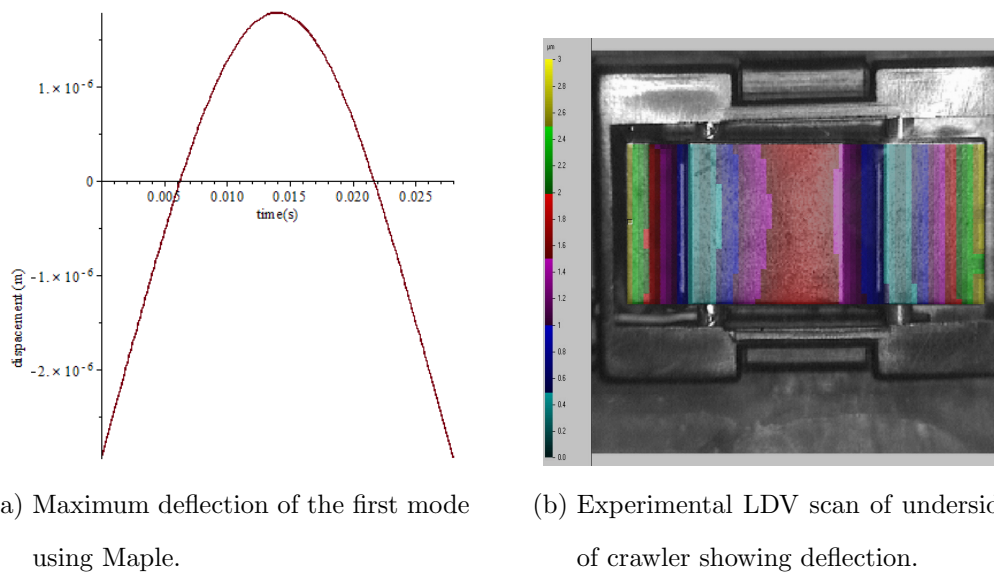 1. × 10⁻⁶
0
0.005 0.010 0.015 0.020 0.025
time(s)
-1. × 10⁻⁶
dispacement (m)
-2. × 10⁻⁶
µm
3
2.8
2.6
2.4
2.2
2
1.8
1.6
1.4
1.2
1
0.8
0.6
0.4
0.2
0.0
a) Maximum deflection of the first mode
using Maple.
(b) Experimental LDV scan of undersid
of crawler showing deflection.